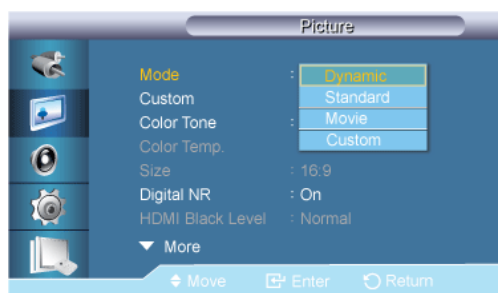 Picture
Mode : Dynamic
Custom Standard
Color Tone : Movie
Color Temp. Custom
Size : 16:9
Digital NR : On
HDMI Black Level : Normal
▼ More
Move Enter Return